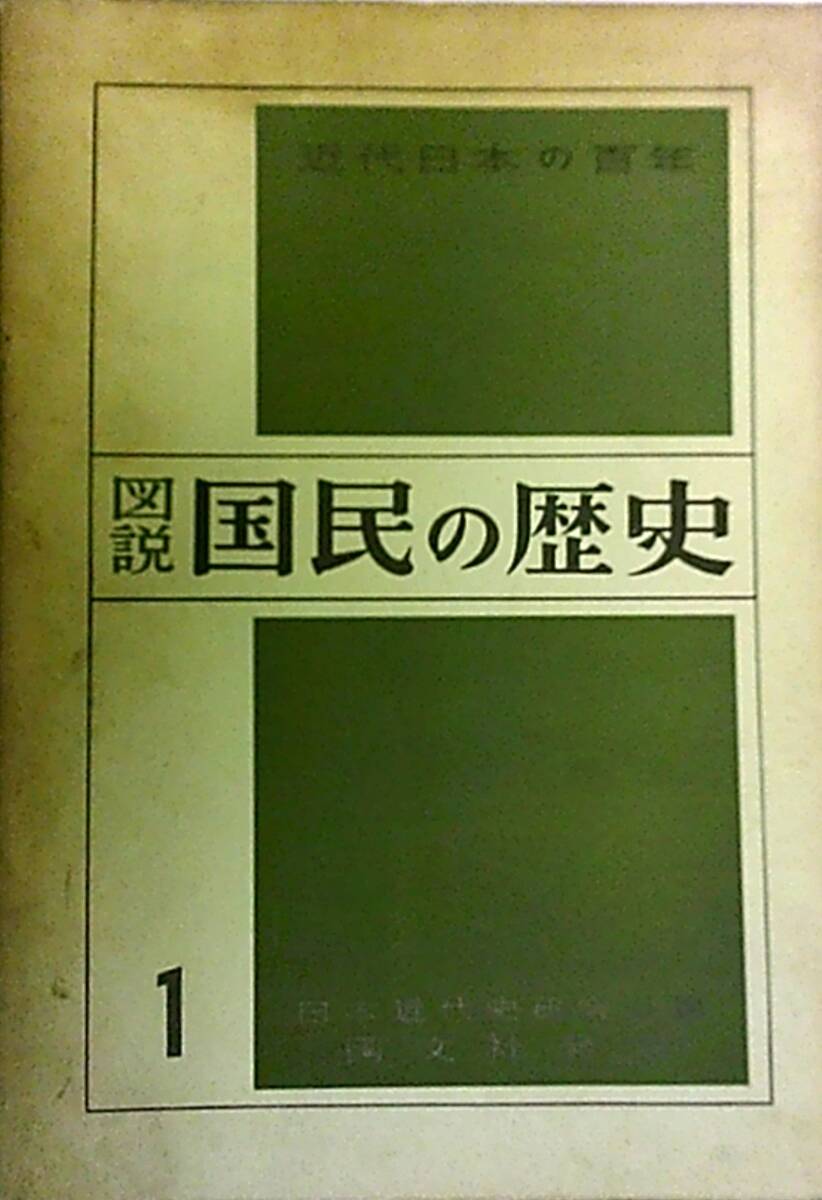 近代日本の百年
図説 国民の歴史
1
日本近代史研究会 編
国文社